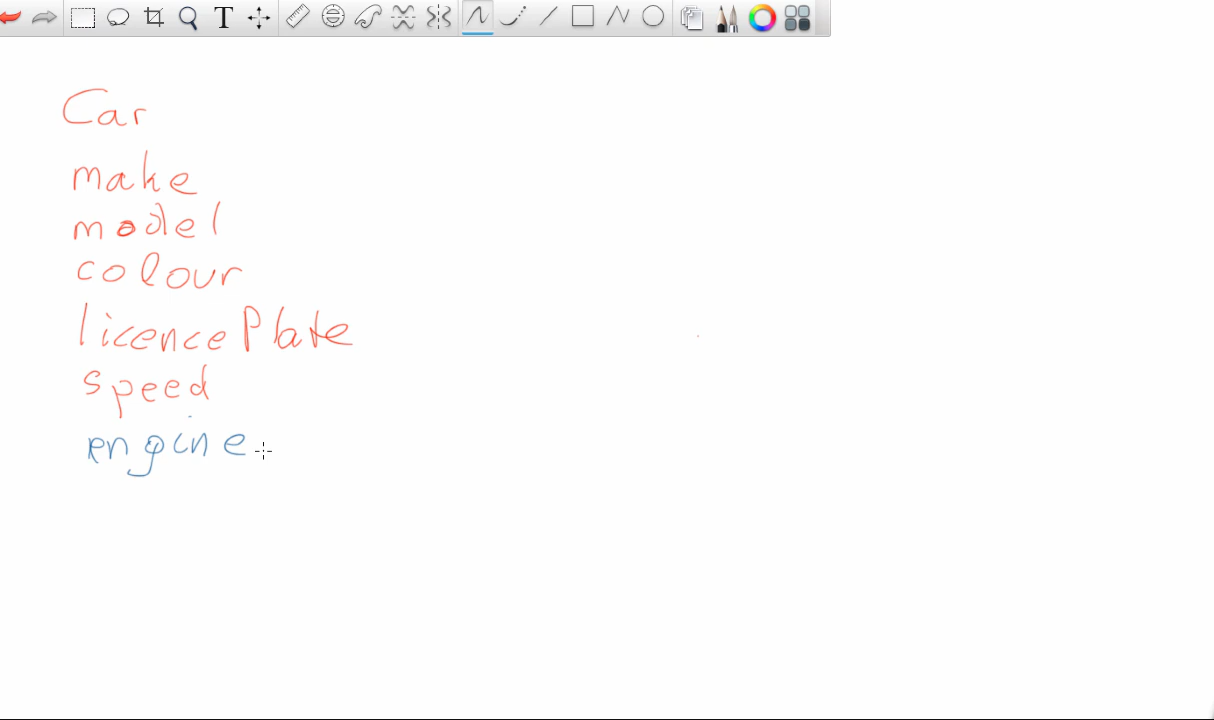 T
Car
make
model
colour
licencePlate
speed
engine